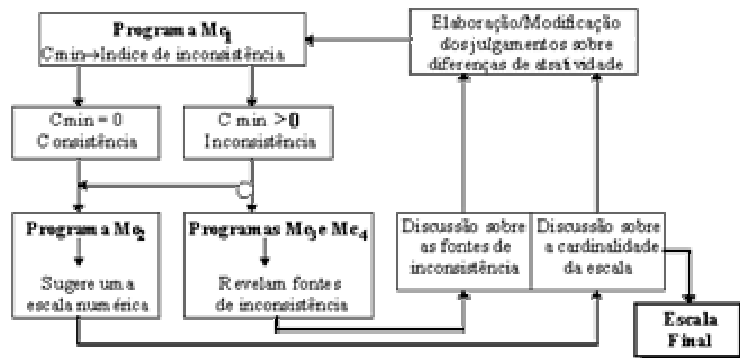 Programa Mc1
Cmin→Indice de inconsistência
Elaboração/Modificação
dos julgamentos sobre
diferenças de atratividade
Cmin = 0
Consistência
Cmin >0
Inconsistência
Programa Mc2
Sugere uma
escala numérica
Programas Mc3 e Mc4
Revelam fontes
de inconsistência
Discussão sobre
as fontes de
inconsistência
Discussão sobre
a cardinalidade
da escala
Escala
Final